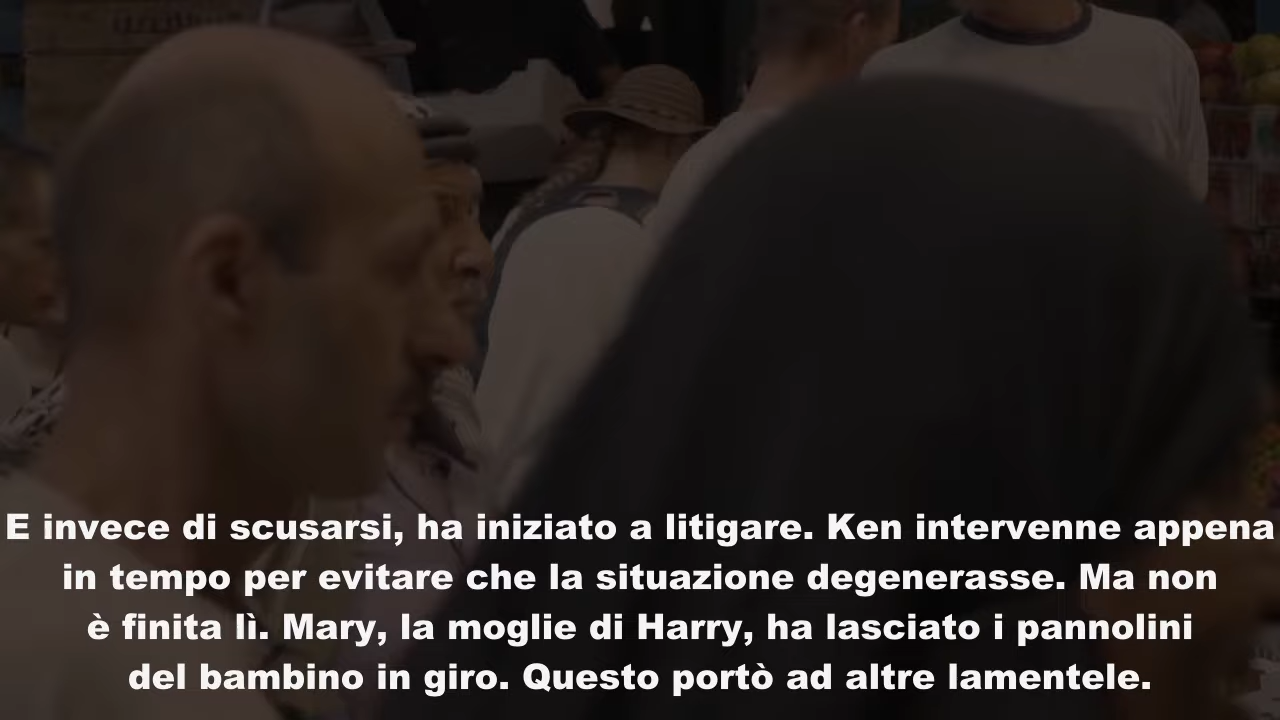 E invece di scusarsi, ha iniziato a litigare. Ken intervenne appena
in tempo per evitare che la situazione degenerasse. Ma non
è finita lì. Mary, la moglie di Harry, ha lasciato i pannolini
del bambino in giro. Questo portò ad altre lamentele.